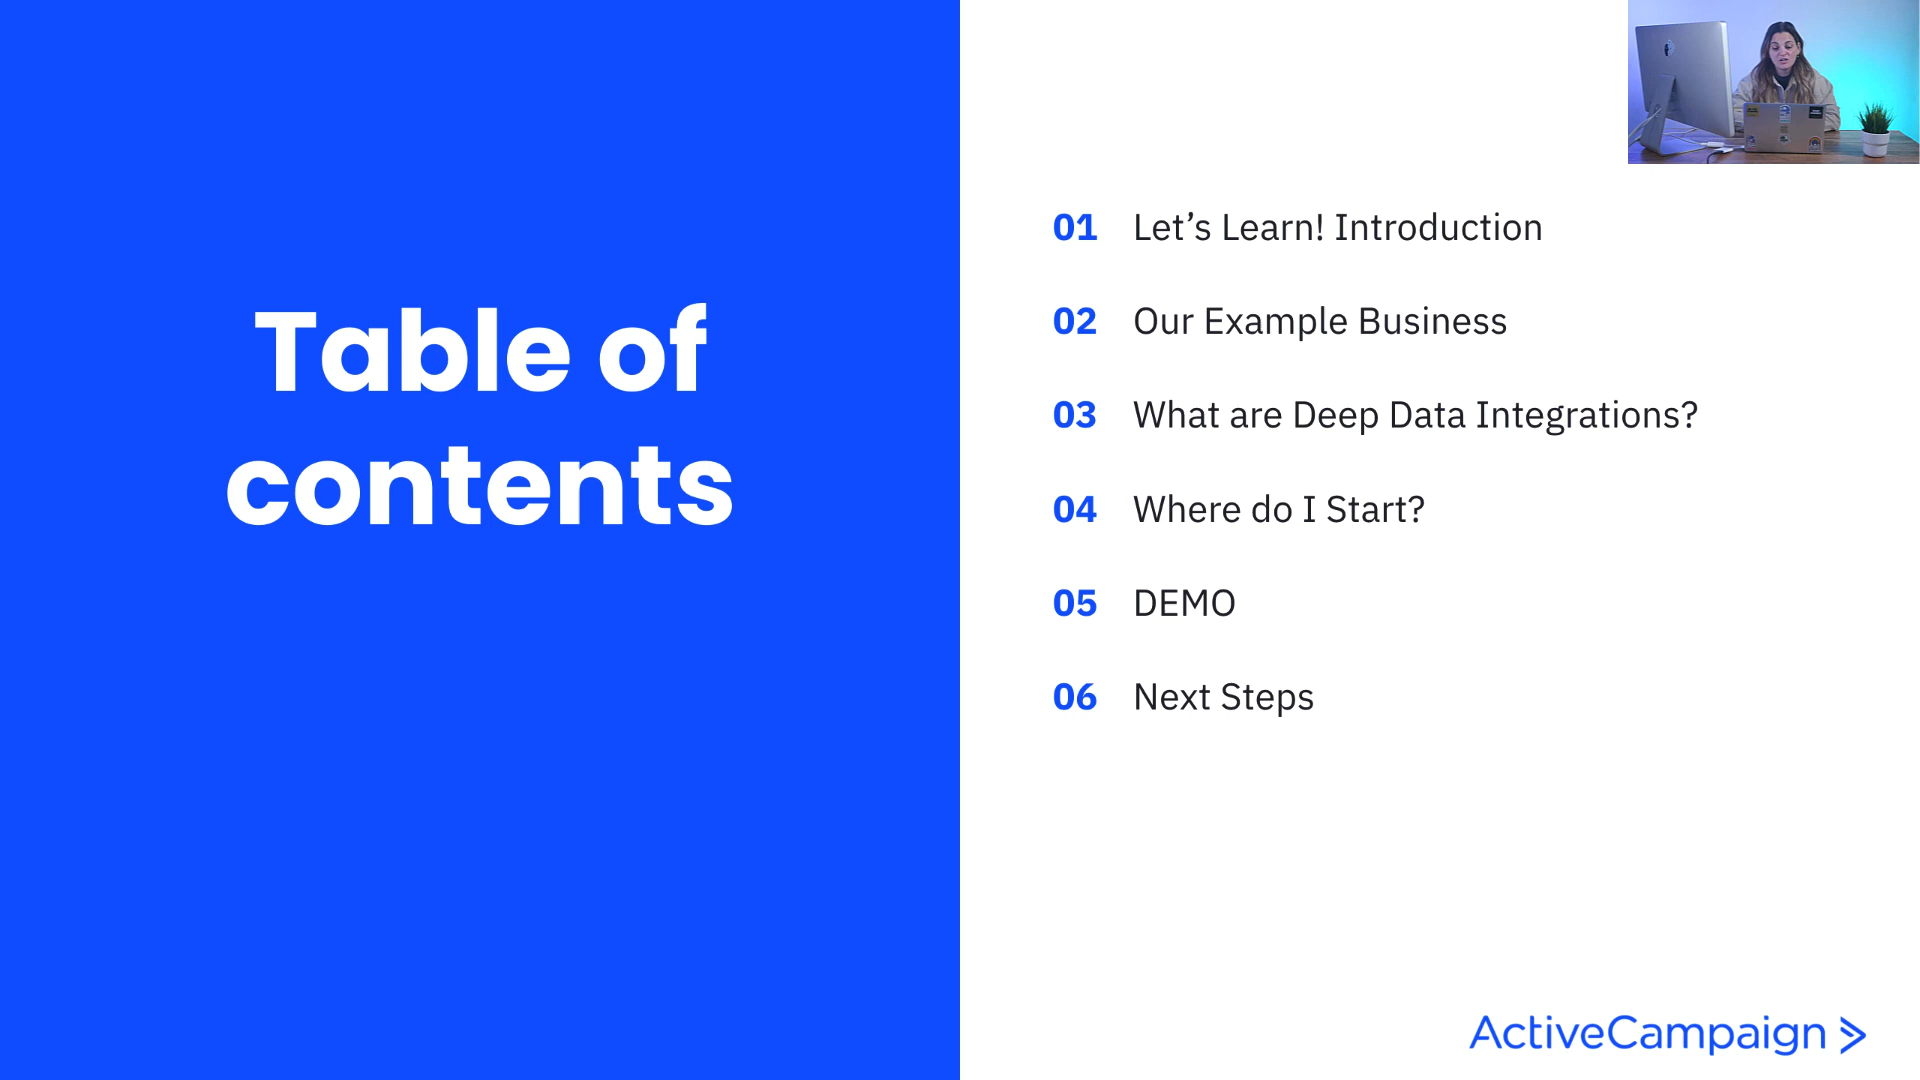 Table of
contents
01 Let’s Learn! Introduction
02 Our Example Business
03 What are Deep Data Integrations?
04 Where do I Start?
05 DEMO
06 Next Steps
ActiveCampaign